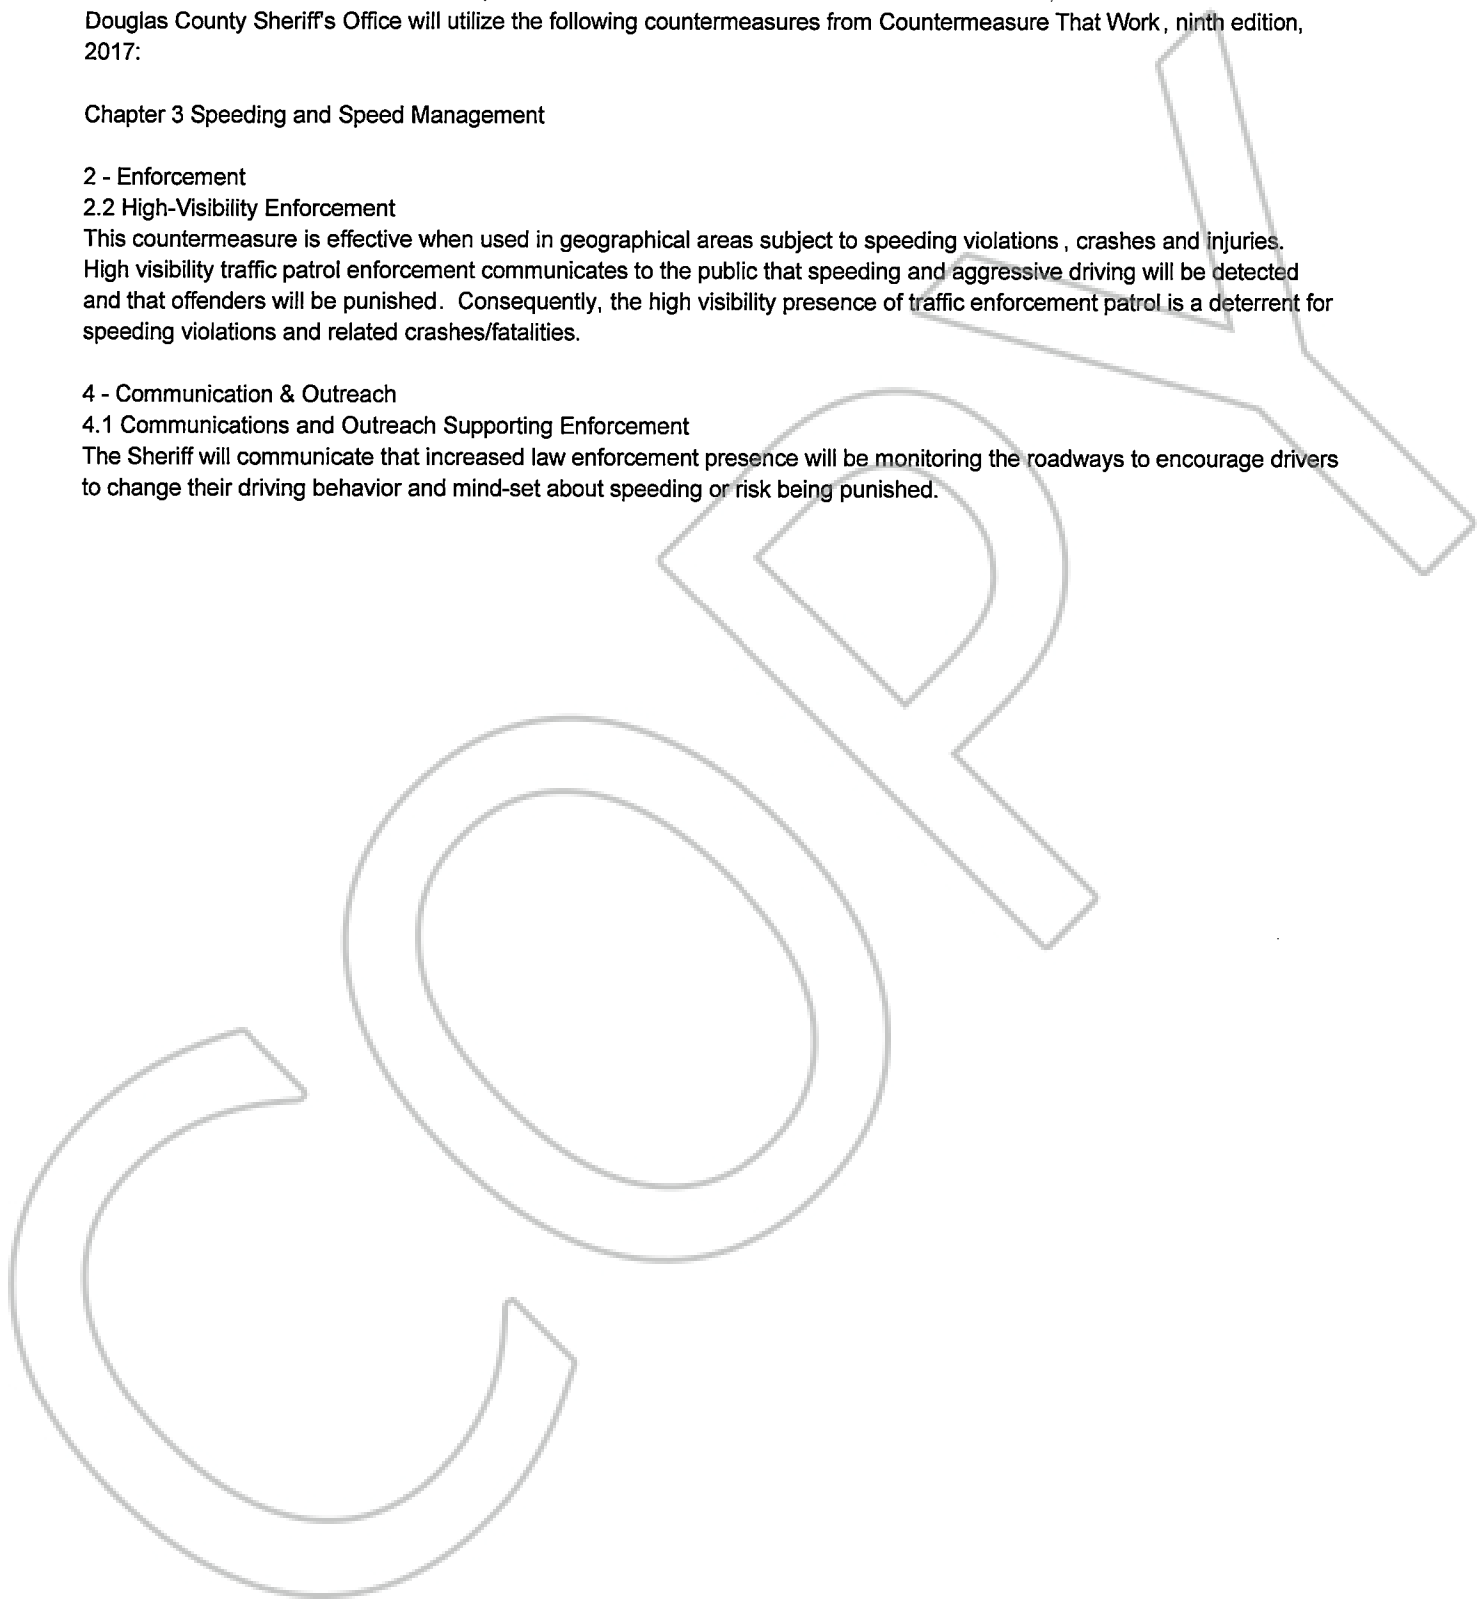 Douglas County Sheriff's Office will utilize the following countermeasures from Countermeasure That Work, ninth edition,
2017:
Chapter 3 Speeding and Speed Management
2 - Enforcement
2.2 High-Visibility Enforcement
This countermeasure is effective when used in geographical areas subject to speeding violations, crashes and injuries.
High visibility traffic patrol enforcement communicates to the public that speeding and aggressive driving will be detected
and that offenders will be punished. Consequently, the high visibility presence of traffic enforcement patrol is a deterrent for
speeding violations and related crashes/fatalities.
4 - Communication & Outreach
4.1 Communications and Outreach Supporting Enforcement
The Sheriff will communicate that increased law enforcement presence will be monitoring the roadways to encourage drivers
to change their driving behavior and mind-set about speeding or risk being punished.
COPY